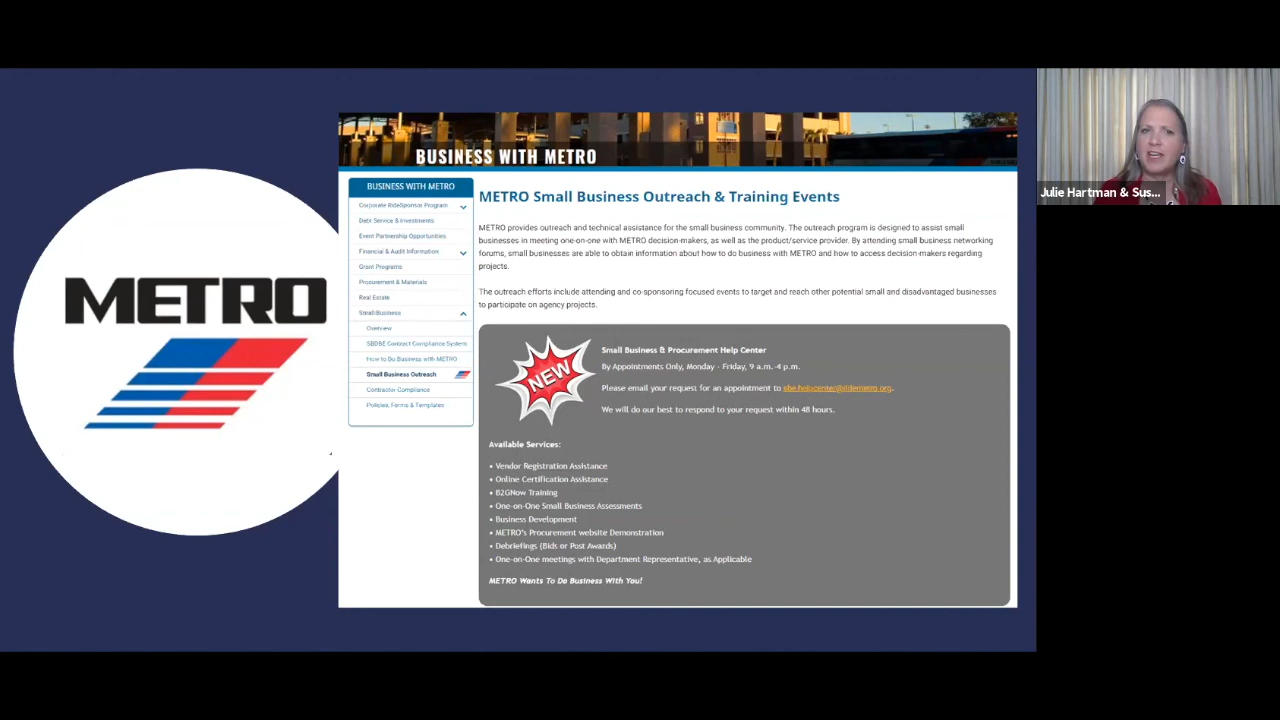 METRO
BUSINESS WITH METRO
BUSINESS WITH METRO
Corporate RideSponsor Program
Debt Service & Investments
Event Partnership Opportunities
Financial & Audit Information
Grant Programs
Procurement & Materials
Real Estate
Small Business
Overview
SBDBE Contract Compliance System
How to Do Business with METRO
Small Business Outreach
Contractor Compliance
Policies, Forms & Templates
METRO Small Business Outreach & Training Events
METRO provides outreach and technical assistance for the small business community. The outreach program is designed to assist small
businesses in meeting one-on-one with METRO decision-makers, as well as the product/service provider. By attending small business networking
forums, small businesses are able to obtain information about how to do business with METRO and how to access decision-makers regarding
projects.
The outreach efforts include attending and co-sponsoring focused events to target and reach other potential small and disadvantaged businesses
to participate on agency projects.
NEW
Small Business & Procurement Help Center
By Appointments Only, Monday - Friday, 9 a.m.-4 p.m.
Please email your request for an appointment to sbe.helpcenter@ridemetro.org.
We will do our best to respond to your request within 48 hours.
Available Services:
• Vendor Registration Assistance
• Online Certification Assistance
• B2GNow Training
• One-on-One Small Business Assessments
• Business Development
• METRO's Procurement website Demonstration
• Debriefings (Bids or Post Awards)
• One-on-One meetings with Department Representative, as Applicable
METRO Wants To Do Business With You!
Julie Hartman & Sus...